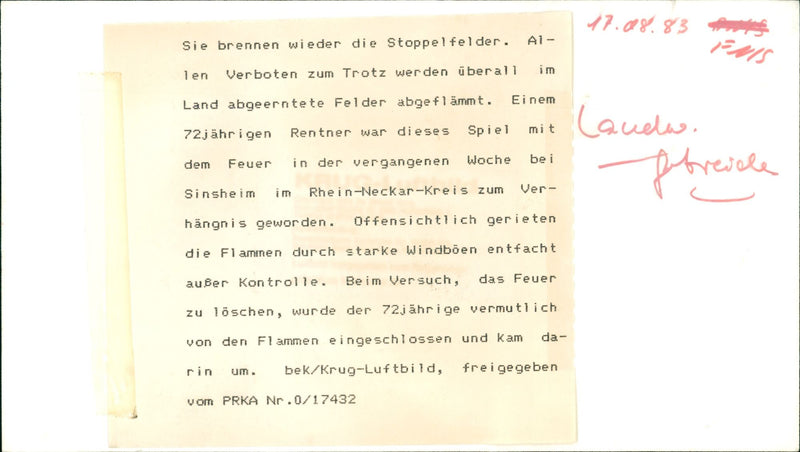 17.08.83
FNS
Sie brennen wieder die Stoppelfelder. Al-
len Verboten zum Trotz werden überall im
Land abgeerntete Felder abgeflämmt. Einem
72jährigen Rentner war dieses Spiel mit
dem Feuer in der vergangenen Woche bei
Sinsheim im Rhein-Neckar-Kreis zum Ver-
hängnis geworden. Offensichtlich gerieten
die Flammen durch starke Windböen entfacht
außer Kontrolle. Beim Versuch, das Feuer
zu löschen, wurde der 72jährige vermutlich
von den Flammen eingeschlossen und kam da-
rin um. bek/Krug-Luftbild, freigegeben
vom PRKA Nr.0/17432
Landw.